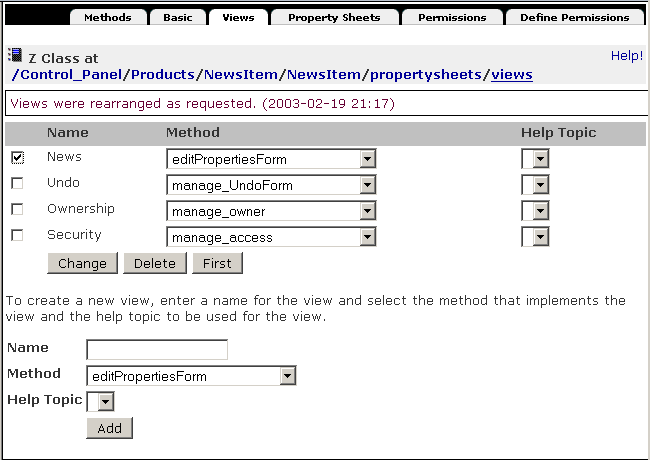 Methods Basic Views Property Sheets Permissions Define Permissions
Z Class at Help!
/Control_Panel/Products/NewsItem/NewsItem/propertysheets/views
Views were rearranged as requested. (2003-02-19 21:17)
Name Method Help Topic
News editPropertiesForm
Undo manage_UndoForm
Ownership manage_owner
Security manage_access
Change Delete First
To create a new view, enter a name for the view and select the method that implements the
view and the help topic to be used for the view.
Name
Method editPropertiesForm
Help Topic
Add